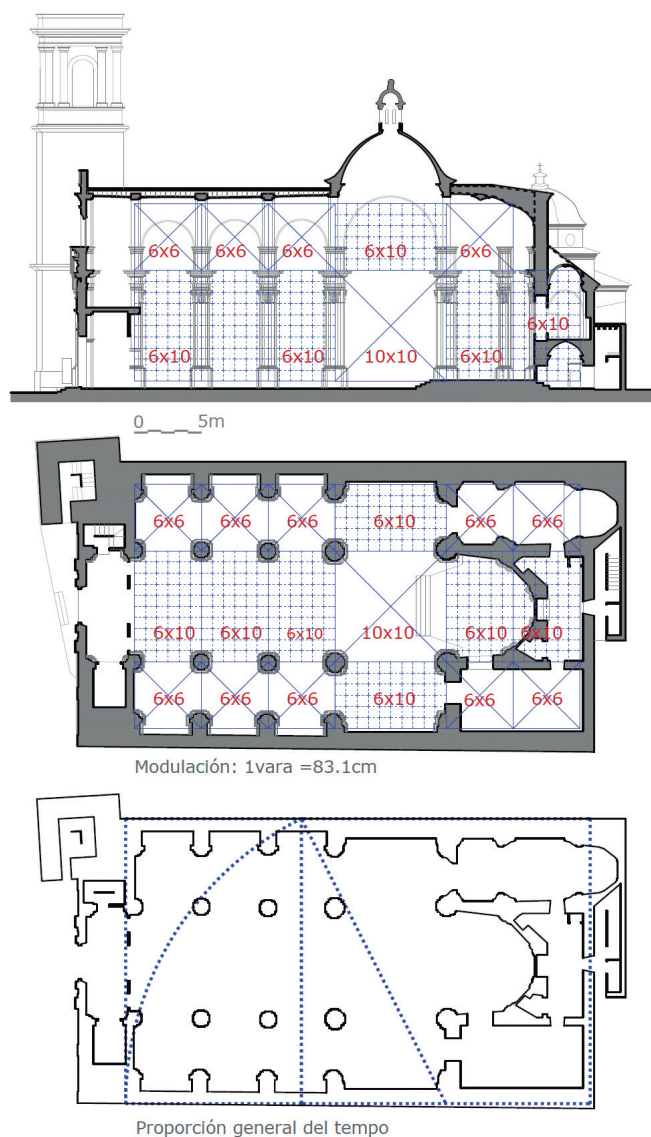 6x6 6x6 6x6 6x10 6x6
6x10
6x10 6x10 10x10 6x10
0 5m
6x6 6x6 6x6 6x10 6x6 6x6
6x10 6x10 6x10 10x10 6x10 6x10
6x6 6x6 6x6 6x10 6x6 6x6
Modulación: 1vara =83.1cm
Proporción general del tempo